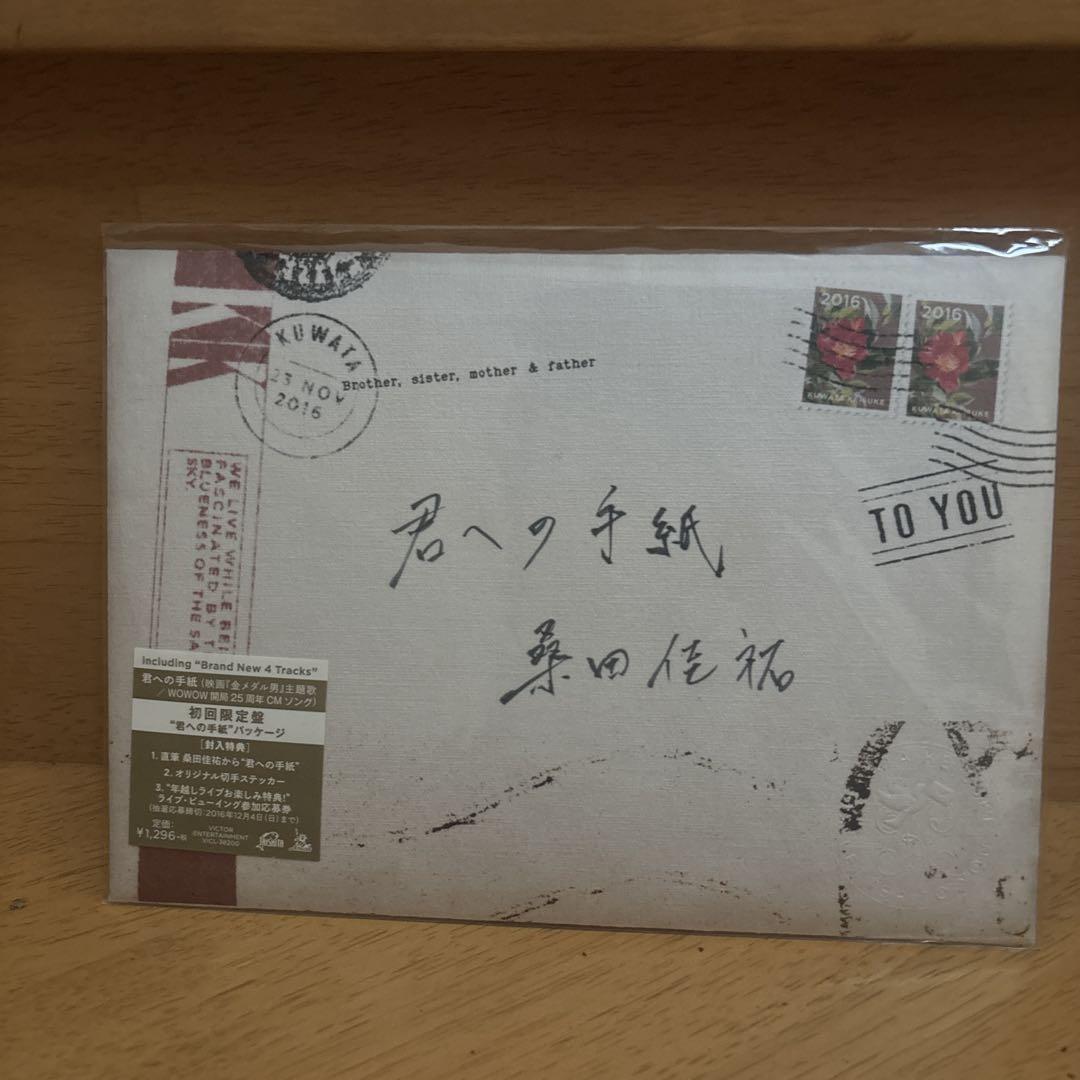 KUWATA
23 NOV
2016
Brother, sister, mother & father
2016
2016
KUWATA KEISUKE
KUWATA KEISUKE
TO YOU
WE LIVE WHILE BEI
FASCINATED BY T
BLUENESS OF THE SA
SKY.
君への手紙
桑田佳祐
including "Brand New 4 Tracks"
君への手紙(映画『金メダル男』主題歌
/WOWOW開局25周年CMソング)
初回限定盤
"君への手紙"パッケージ
[封入特典]
1. 直筆 桑田佳祐から"君への手紙"
2. オリジナル切手ステッカー
3. "年越しライブお楽しみ特典!"
ライブ・ビューイング参加応募券
(抽選応募締切:2016年12月4日(日)まで)
定価:
¥1,296+税
VICTOR
ENTERTAINMENT
VICL-38200
TAISHITA